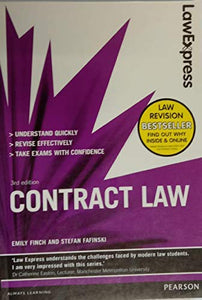 LawExpress
LAW
REVISION
BESTSELLER
FIND OUT WHY
INSIDE & ONLINE
> UNDERSTAND QUICKLY
> REVISE EFFECTIVELY
> TAKE EXAMS WITH CONFIDENCE
3rd edition
CONTRACT LAW
EMILY FINCH AND STEFAN FAFINSKI
'Law Express understands the challenges faced by modern law students.
I am very impressed with this series.'
Dr Catherine Easton, Lecturer, Manchester Metropolitan University
ALWAYS LEARNING
PEARSON